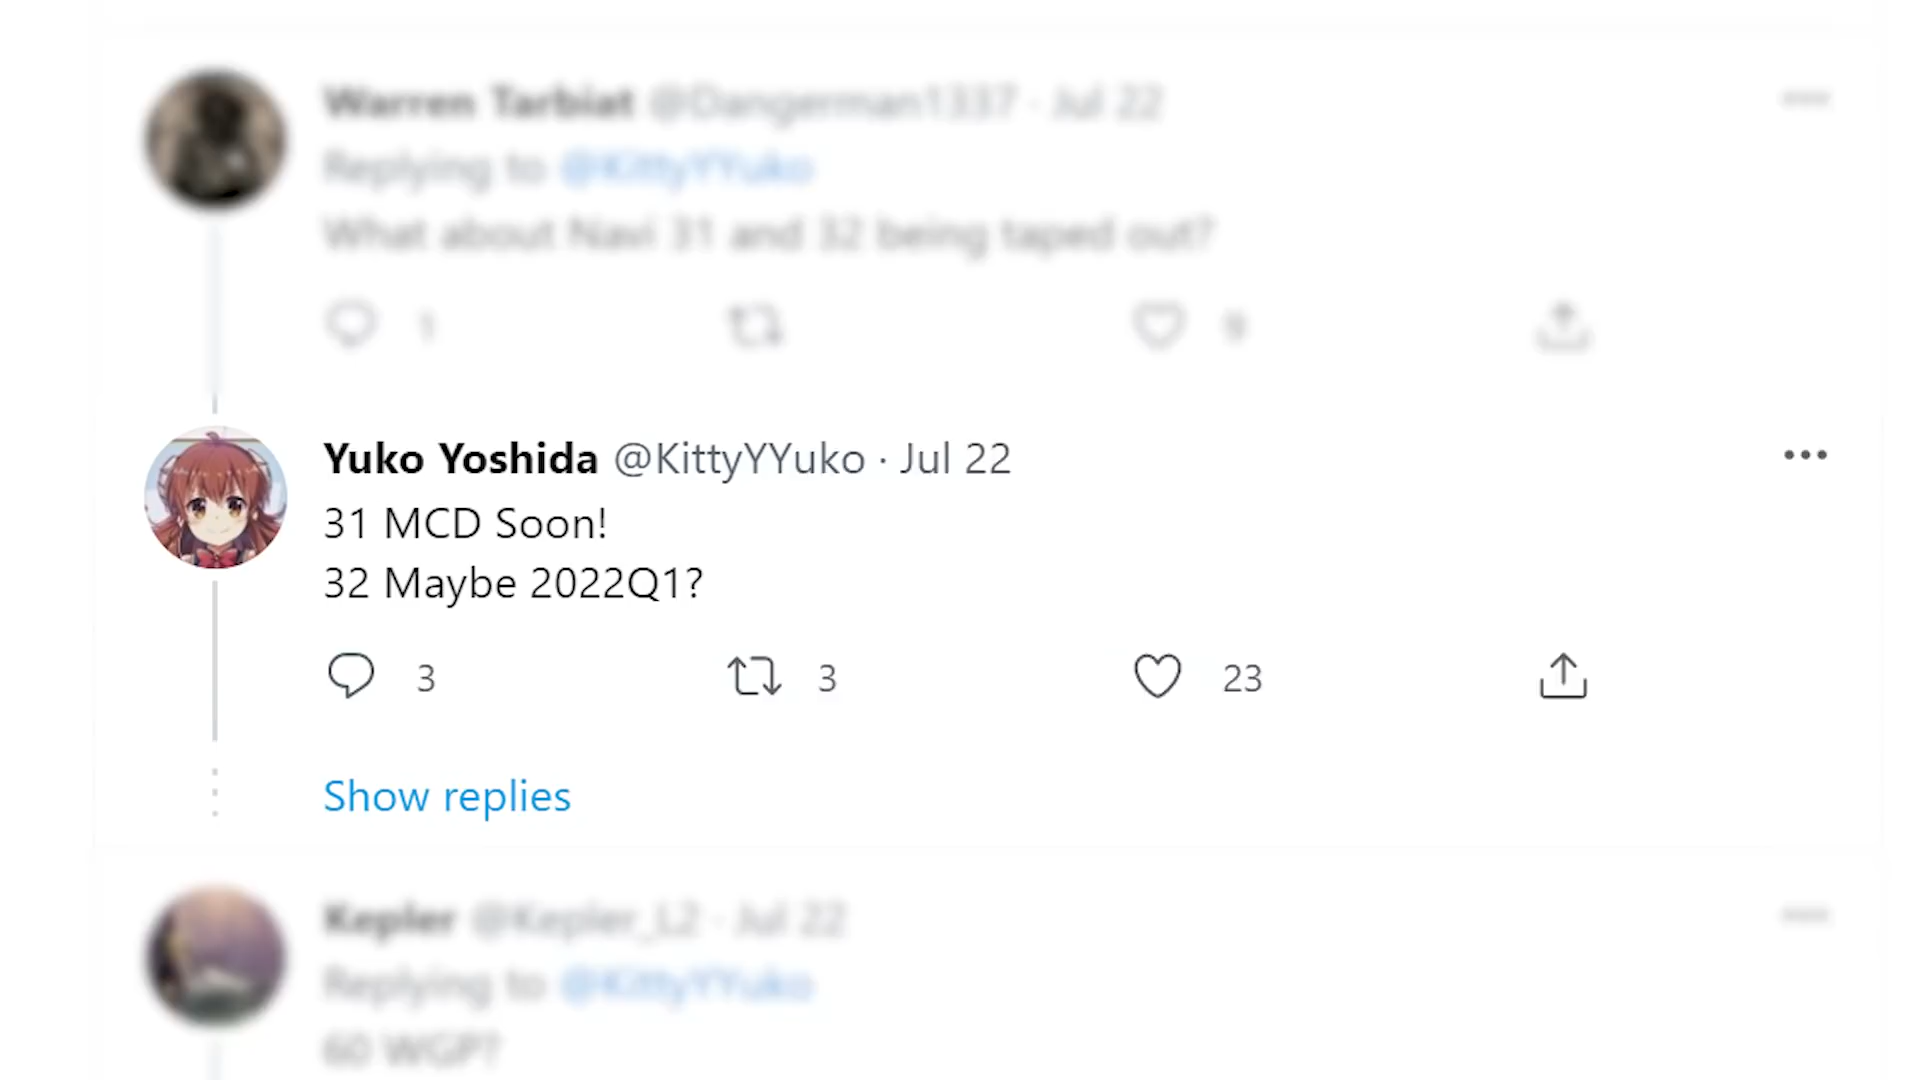 Warren Tarbiat @Dangerman1337 · Jul 22
Replying to @KittyYYuko
What about Navi 31 and 32 being taped out?
1 9
Yuko Yoshida @KittyYYuko · Jul 22
31 MCD Soon!
32 Maybe 2022Q1?
3 3 23
Show replies
Kepler @Kepler_L2 · Jul 22
Replying to @KittyYYuko
60 WGP?